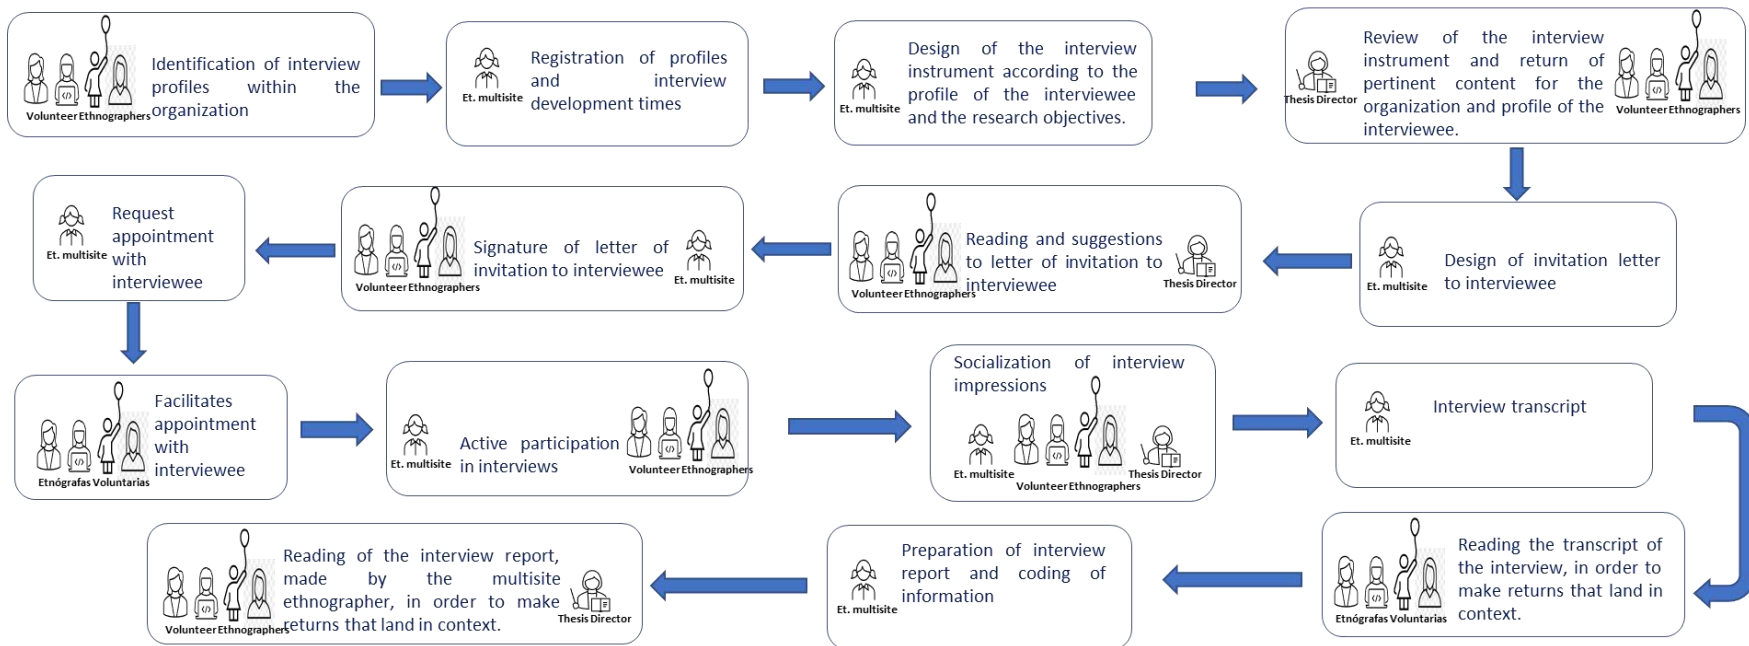 Identification of interview
profiles within the
organization
Volunteer Ethnographers
Registration of profiles
and interview
development times
Et. multisite
Design of the interview
instrument according to the
profile of the interviewee
and the research objectives.
Et. multisite
Review of the interview
instrument and return of
pertinent content for the
organization and profile of the
interviewee.
Thesis Director
Volunteer Ethnographers
Design of invitation letter
to interviewee
Et. multisite
Reading and suggestions
to letter of invitation to
interviewee
Volunteer Ethnographers
Thesis Director
Signature of letter of
invitation to interviewee
Volunteer Ethnographers
Et. multisite
Request
appointment
with
interviewee
Et. multisite
Facilitates
appointment
with
interviewee
Etnógrafas Voluntarias
Active participation
in interviews
Et. multisite
Volunteer Ethnographers
Socialization of interview
impressions
Et. multisite
Volunteer Ethnographers
Thesis Director
Interview transcript
Et. multisite
Reading the transcript of
the interview, in order to
make returns that land in
context.
Etnógrafas Voluntarias
Preparation of interview
report and coding of
information
Et. multisite
Reading of the interview report,
made by the multisite
ethnographer, in order to make
returns that land in context.
Volunteer Ethnographers
Thesis Director